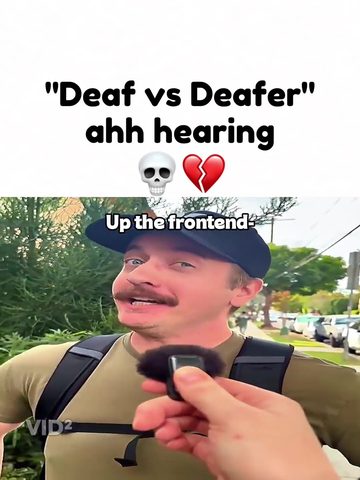 "Deaf vs Deafer"
ahh hearing
💀💔
Up the frontend-
VID²